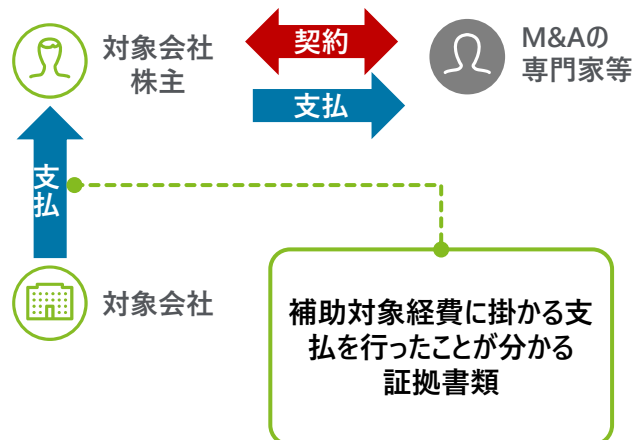 対象会社
株主
契約
支払
M&Aの
専門家等
支払
対象会社
補助対象経費に掛かる支
払を行ったことが分かる
証拠書類